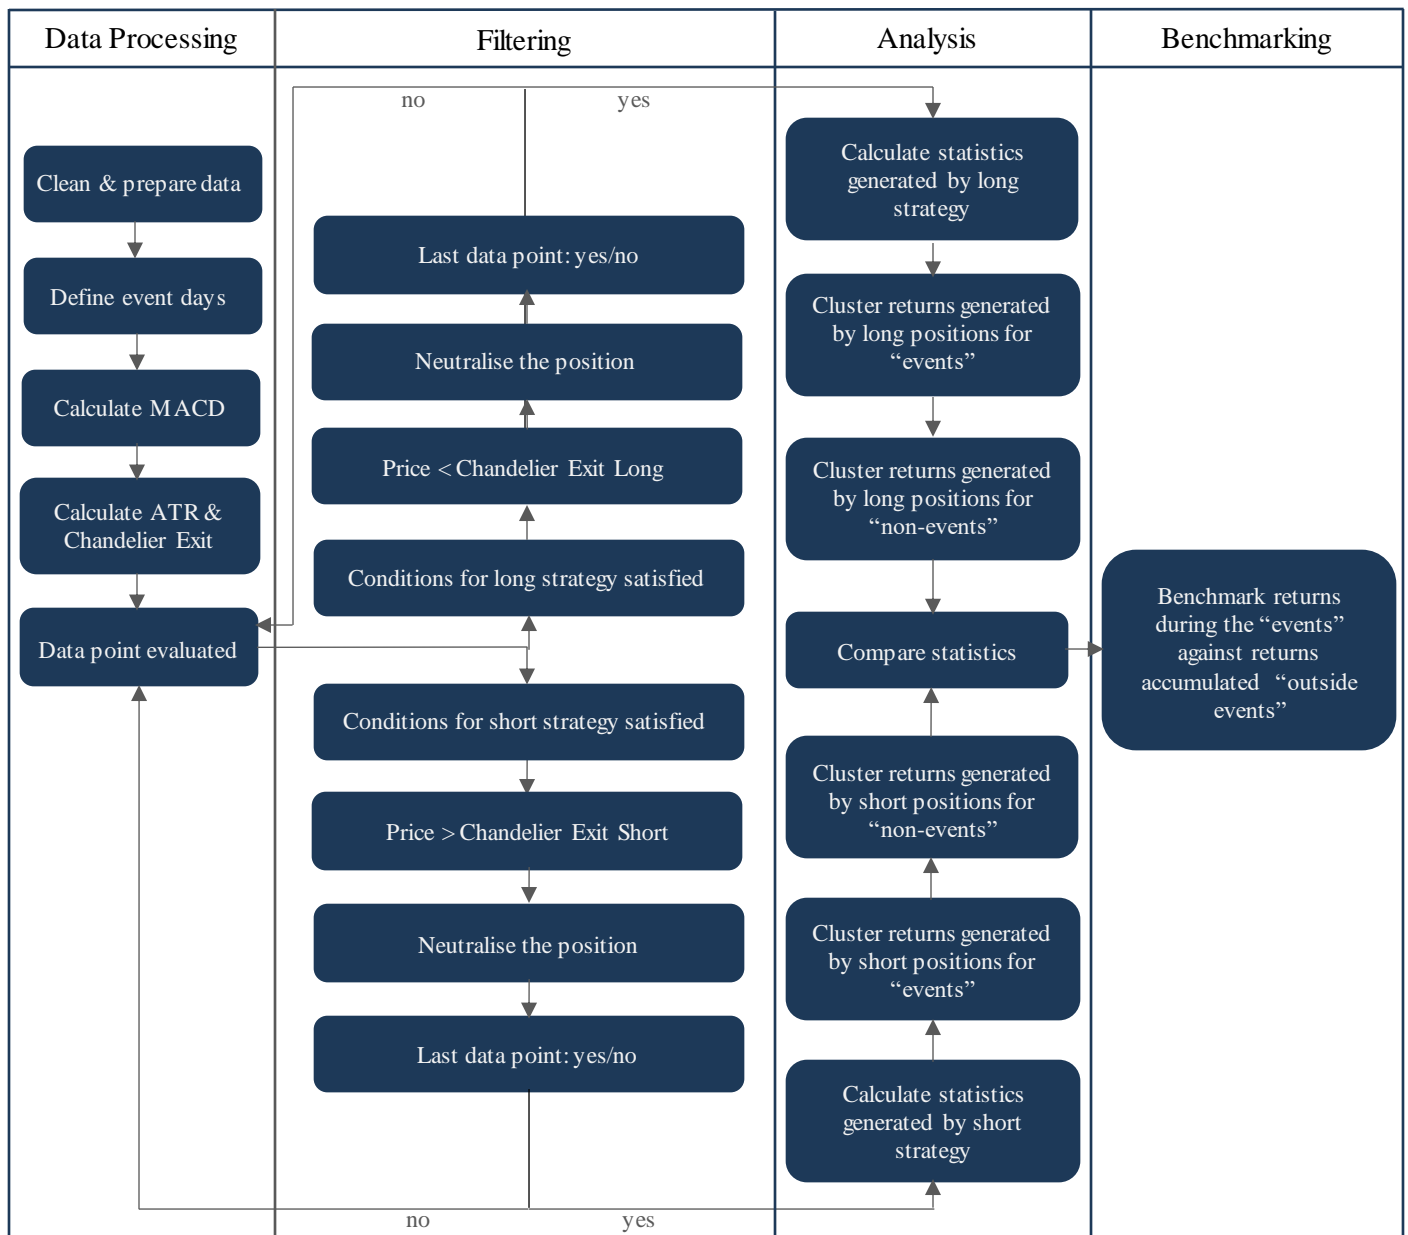 Data Processing
Filtering
Analysis
Benchmarking
Clean & prepare data
Define event days
Calculate MACD
Calculate ATR &
Chandelier Exit
Data point evaluated
no
yes
Last data point: yes/no
Neutralise the position
Price < Chandelier Exit Long
Conditions for long strategy satisfied
Conditions for short strategy satisfied
Price > Chandelier Exit Short
Neutralise the position
Last data point: yes/no
no
yes
Calculate statistics
generated by long
strategy
Cluster returns generated
by long positions for
“events”
Cluster returns generated
by long positions for
“non-events”
Compare statistics
Cluster returns generated
by short positions for
“non-events”
Cluster returns generated
by short positions for
“events”
Calculate statistics
generated by short
strategy
Benchmark returns
during the “events”
against returns
accumulated “outside
events”